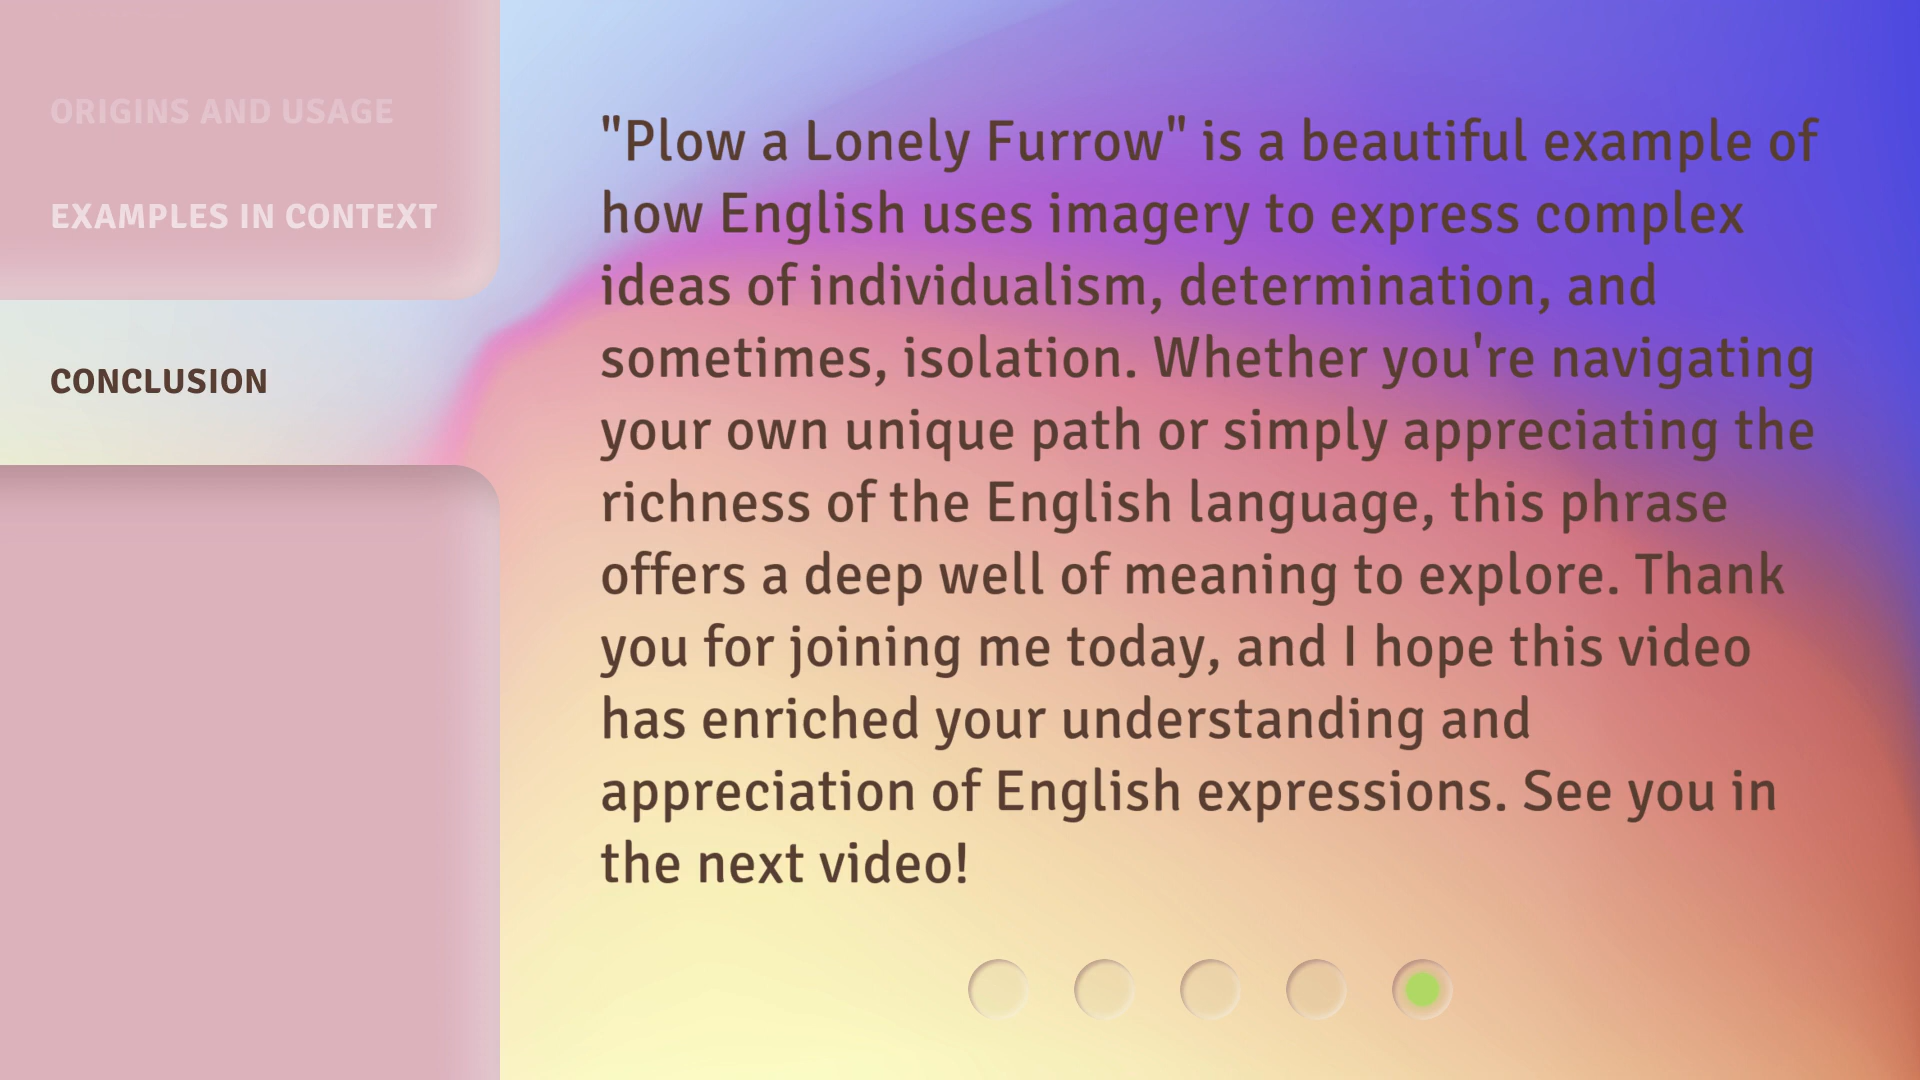 ORIGINS AND USAGE
EXAMPLES IN CONTEXT
CONCLUSION
"Plow a Lonely Furrow" is a beautiful example of
how English uses imagery to express complex
ideas of individualism, determination, and
sometimes, isolation. Whether you're navigating
your own unique path or simply appreciating the
richness of the English language, this phrase
offers a deep well of meaning to explore. Thank
you for joining me today, and I hope this video
has enriched your understanding and
appreciation of English expressions. See you in
the next video!